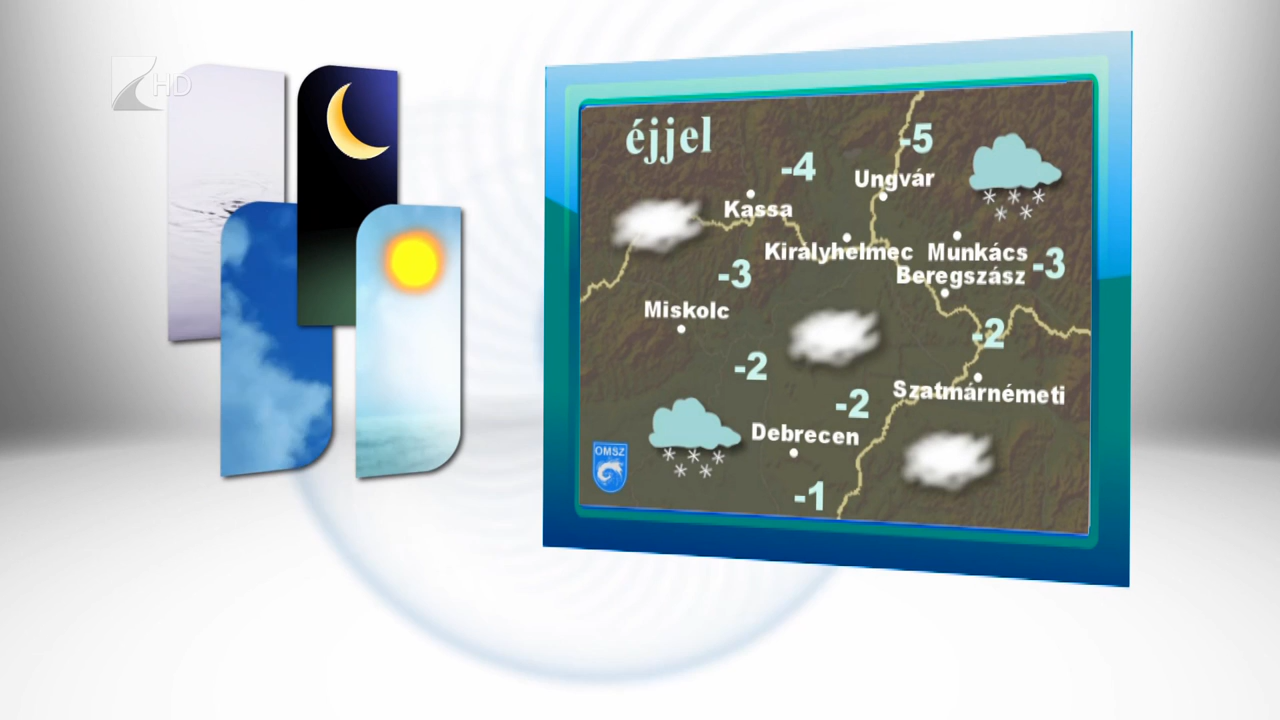 HD
éjjel
-5
-4
Ungvár
Kassa
Királyhelmec
Munkács
-3
-3
Beregszász
Miskolc
-2
-2
Szatmárnémeti
-2
Debrecen
OMSZ
-1